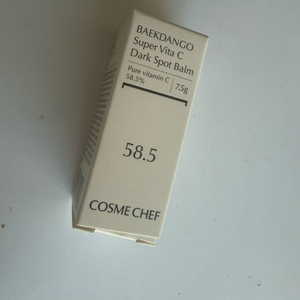 BAEKDANGO
Super Vita C
Dark Spot Balm
Pure vitamin C
58.5%
7.5g
58.5
COSME CHEF